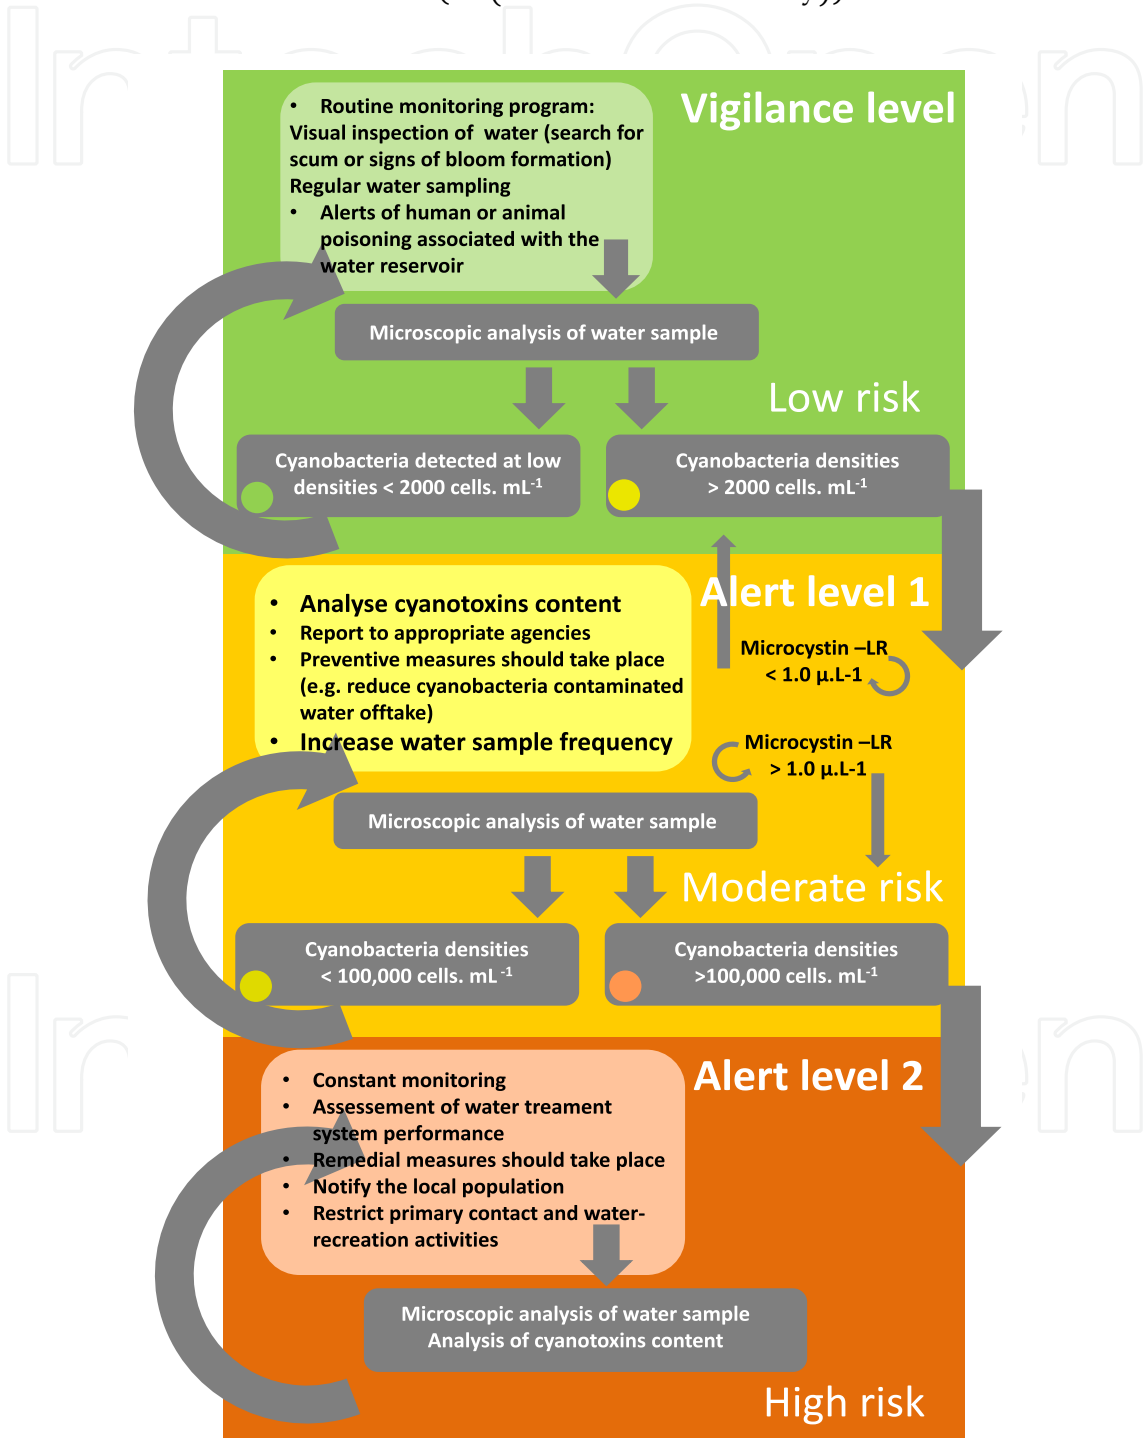 Vigilance level
• Routine monitoring program:
Visual inspection of water (search for
scum or signs of bloom formation)
Regular water sampling
• Alerts of human or animal
poisoning associated with the
water reservoir
Microscopic analysis of water sample
Low risk
Cyanobacteria detected at low
densities < 2000 cells. mL-1
Cyanobacteria densities
> 2000 cells. mL-1
Alert level 1
• Analyse cyanotoxins content
• Report to appropriate agencies
• Preventive measures should take place
(e.g. reduce cyanobacteria contaminated
water offtake)
• Increase water sample frequency
Microcystin –LR
< 1.0 µ.L-1
Microcystin –LR
> 1.0 µ.L-1
Microscopic analysis of water sample
Moderate risk
Cyanobacteria densities
< 100,000 cells. mL -1
Cyanobacteria densities
>100,000 cells. mL-1
Alert level 2
• Constant monitoring
• Assessement of water treament
system performance
• Remedial measures should take place
• Notify the local population
• Restrict primary contact and water-
recreation activities
Microscopic analysis of water sample
Analysis of cyanotoxins content
High risk